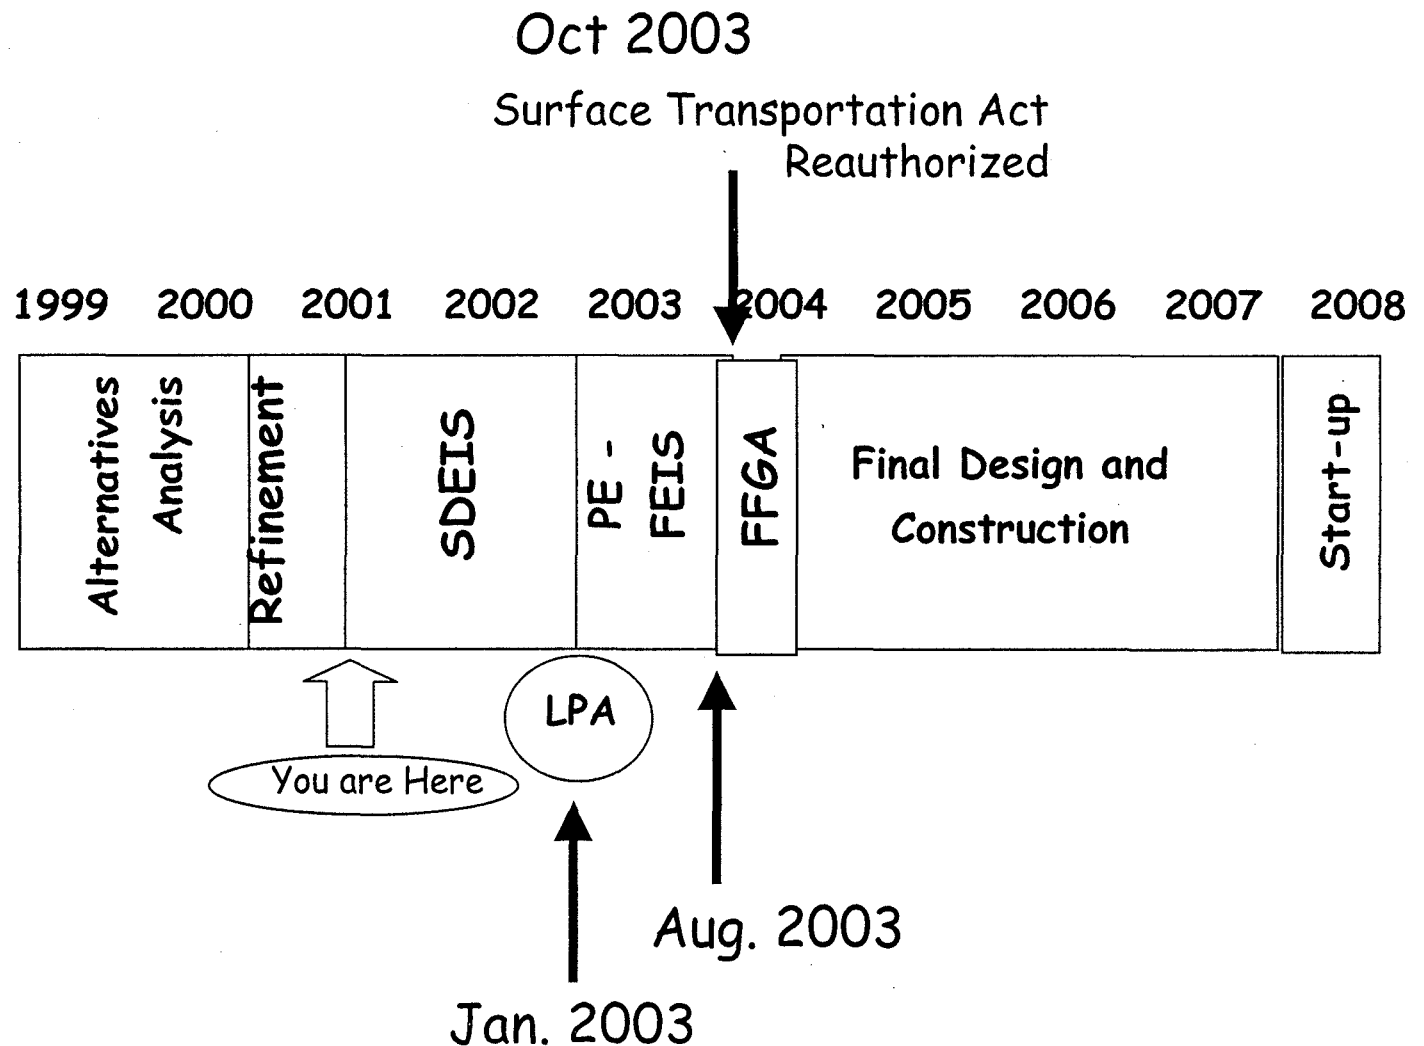 Oct 2003
Surface Transportation Act
Reauthorized
1999 2000 2001 2002 2003 2004 2005 2006 2007 2008
Alternatives
Analysis
Refinement
SDEIS
PE -
FEIS
FFGA
Final Design and
Construction
Start-up
LPA
You are Here
Aug. 2003
Jan. 2003